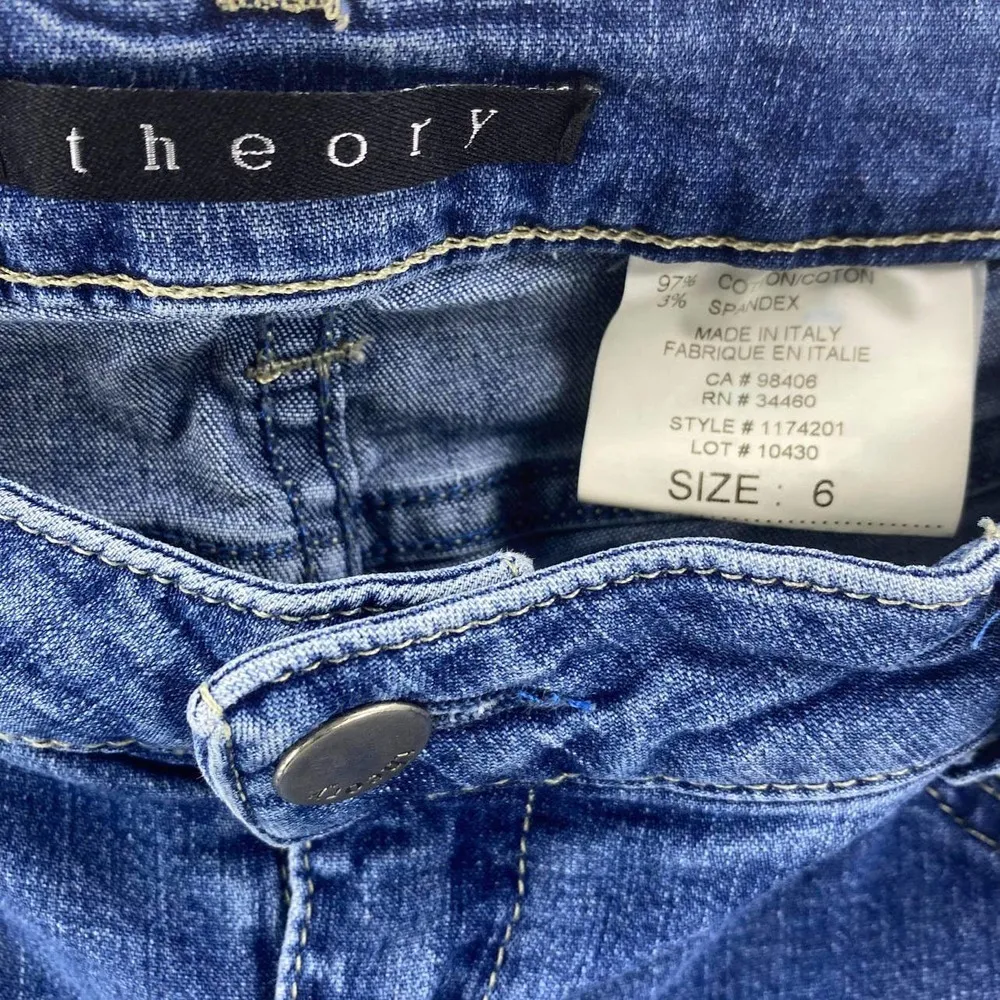 theory
97% COTTON/COTON
3% SPANDEX
MADE IN ITALY
FABRIQUE EN ITALIE
CA # 98406
RN # 34460
STYLE # 1174201
LOT # 10430
SIZE : 6
theory